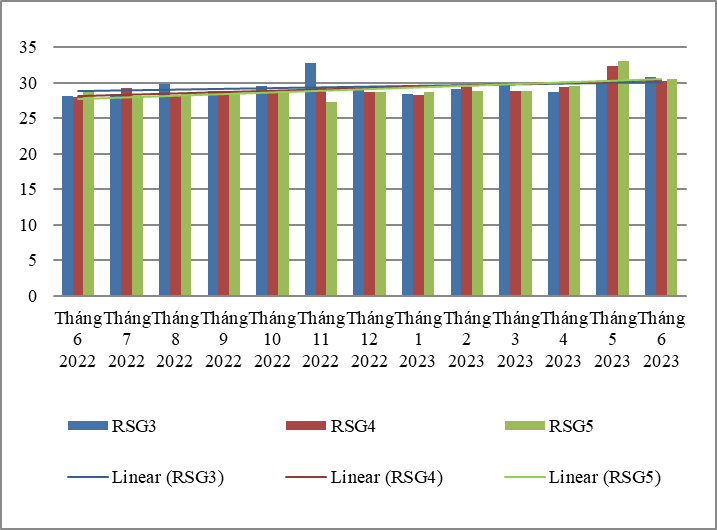 35
30
25
20
15
10
5
0
Tháng Tháng Tháng Tháng Tháng Tháng Tháng Tháng Tháng Tháng Tháng Tháng Tháng
6 7 8 9 10 11 12 1 2 3 4 5 6
2022 2022 2022 2022 2022 2022 2022 2023 2023 2023 2023 2023 2023
RSG3 RSG4 RSG5
Linear (RSG3) Linear (RSG4) Linear (RSG5)